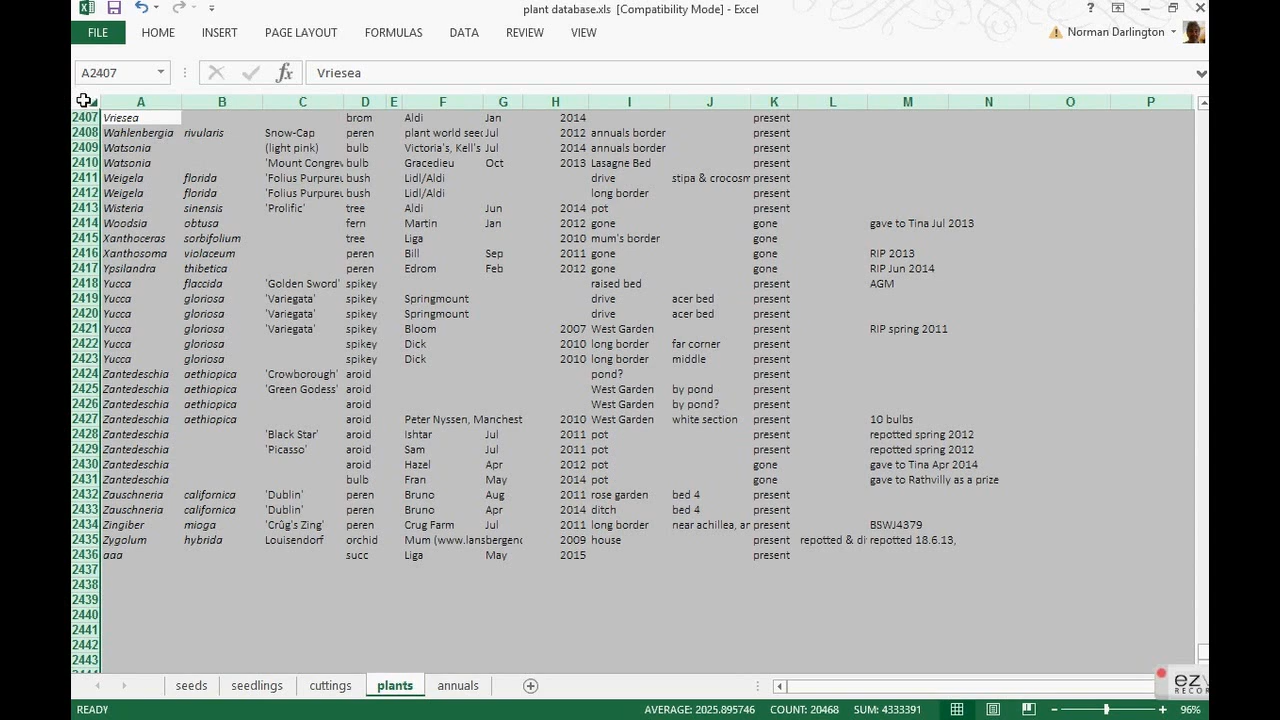 plant database.xls [Compatibility Mode] - Excel
FILE HOME INSERT PAGE LAYOUT FORMULAS DATA REVIEW VIEW Norman Darlington
A2407 fx Vriesea
A B C D E F G H I J K L M N O P
2407 Vriesea brom Aldi Jan 2014 present
2408 Wahlenbergia rivularis Snow-Cap peren plant world seed Jul 2012 annuals border present
2409 Watsonia (light pink) bulb Victoria's, Kell's Jul 2014 annuals border present
2410 Watsonia 'Mount Congrev bulb Gracedieu Oct 2013 Lasagne Bed present
2411 Weigela florida 'Folius Purpureu bush Lidl/Aldi drive stipa & crocosm present
2412 Weigela florida 'Folius Purpureu bush Lidl/Aldi long border present
2413 Wisteria sinensis 'Prolific' tree Aldi Jun 2014 pot present
2414 Woodsia obtusa fern Martin Jan 2012 gone gone gave to Tina Jul 2013
2415 Xanthoceras sorbifolium tree Liga 2010 mum's border gone
2416 Xanthosoma violaceum peren Bill Sep 2011 gone gone RIP 2013
2417 Ypsilandra thibetica peren Edrom Feb 2012 gone gone RIP Jun 2014
2418 Yucca flaccida 'Golden Sword' spikey raised bed present AGM
2419 Yucca gloriosa 'Variegata' spikey Springmount drive acer bed present
2420 Yucca gloriosa 'Variegata' spikey Springmount drive acer bed present
2421 Yucca gloriosa 'Variegata' spikey Bloom 2007 West Garden present RIP spring 2011
2422 Yucca gloriosa spikey Dick 2010 long border far corner present
2423 Yucca gloriosa spikey Dick 2010 long border middle present
2424 Zantedeschia aethiopica 'Crowborough' aroid pond? present
2425 Zantedeschia aethiopica 'Green Godess' aroid West Garden by pond present
2426 Zantedeschia aethiopica aroid West Garden by pond? present
2427 Zantedeschia aethiopica aroid Peter Nyssen, Manchest 2010 West Garden white section present 10 bulbs
2428 Zantedeschia 'Black Star' aroid Ishtar Jul 2011 pot present repotted spring 2012
2429 Zantedeschia 'Picasso' aroid Sam Jul 2011 pot present repotted spring 2012
2430 Zantedeschia aroid Hazel Apr 2012 pot gone gave to Tina Apr 2014
2431 Zantedeschia bulb Fran May 2014 pot gone gave to Rathvilly as a prize
2432 Zauschneria californica 'Dublin' peren Bruno Aug 2011 rose garden bed 4 present
2433 Zauschneria californica 'Dublin' peren Bruno Apr 2014 ditch bed 4 present
2434 Zingiber mioga 'Crûg's Zing' peren Crug Farm Jul 2011 long border near achillea, ar present BSWJ4379
2435 Zygolum hybrida Louisendorf orchid Mum (www.lansbergenc 2009 house present repotted & di repotted 18.6.13,
2436 aaa succ Liga May 2015 present
2437
2438
2439
2440
2441
2442
2443
seeds seedlings cuttings plants annuals
READY AVERAGE: 2025.895746 COUNT: 20468 SUM: 4333391 96%